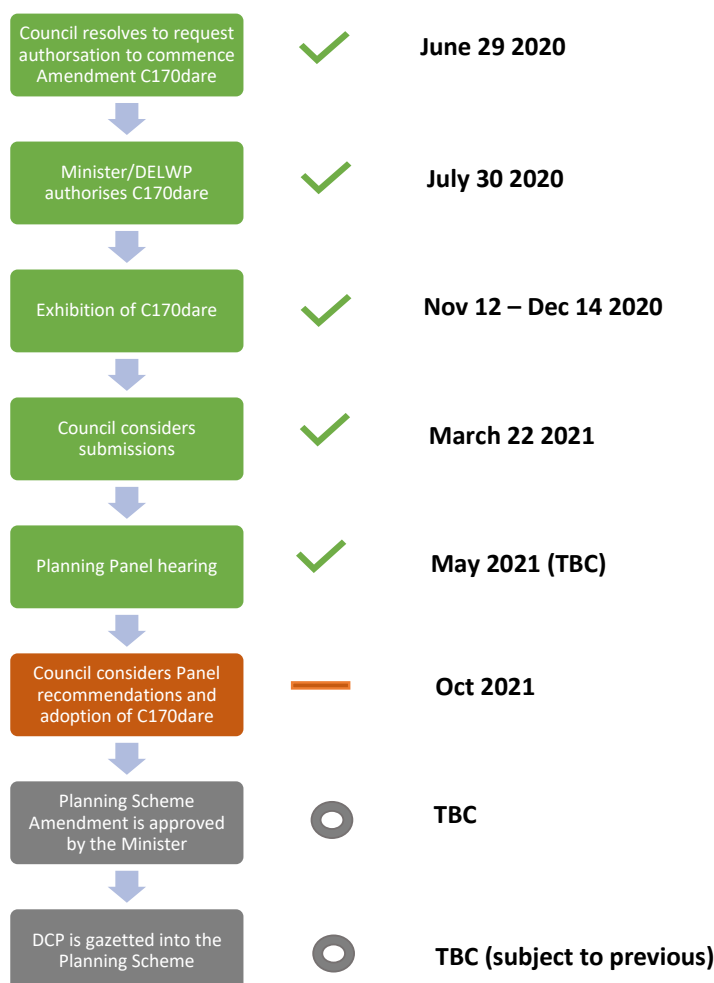 Council resolves to request
authorsation to commence
Amendment C170dare
June 29 2020
Minister/DELWP
authorises C170dare
July 30 2020
Exhibition of C170dare
Nov 12 – Dec 14 2020
Council considers
submissions
March 22 2021
Planning Panel hearing
May 2021 (TBC)
Council considers Panel
recommendations and
adoption of C170dare
Oct 2021
Planning Scheme
Amendment is approved
by the Minister
TBC
DCP is gazetted into the
Planning Scheme
TBC (subject to previous)